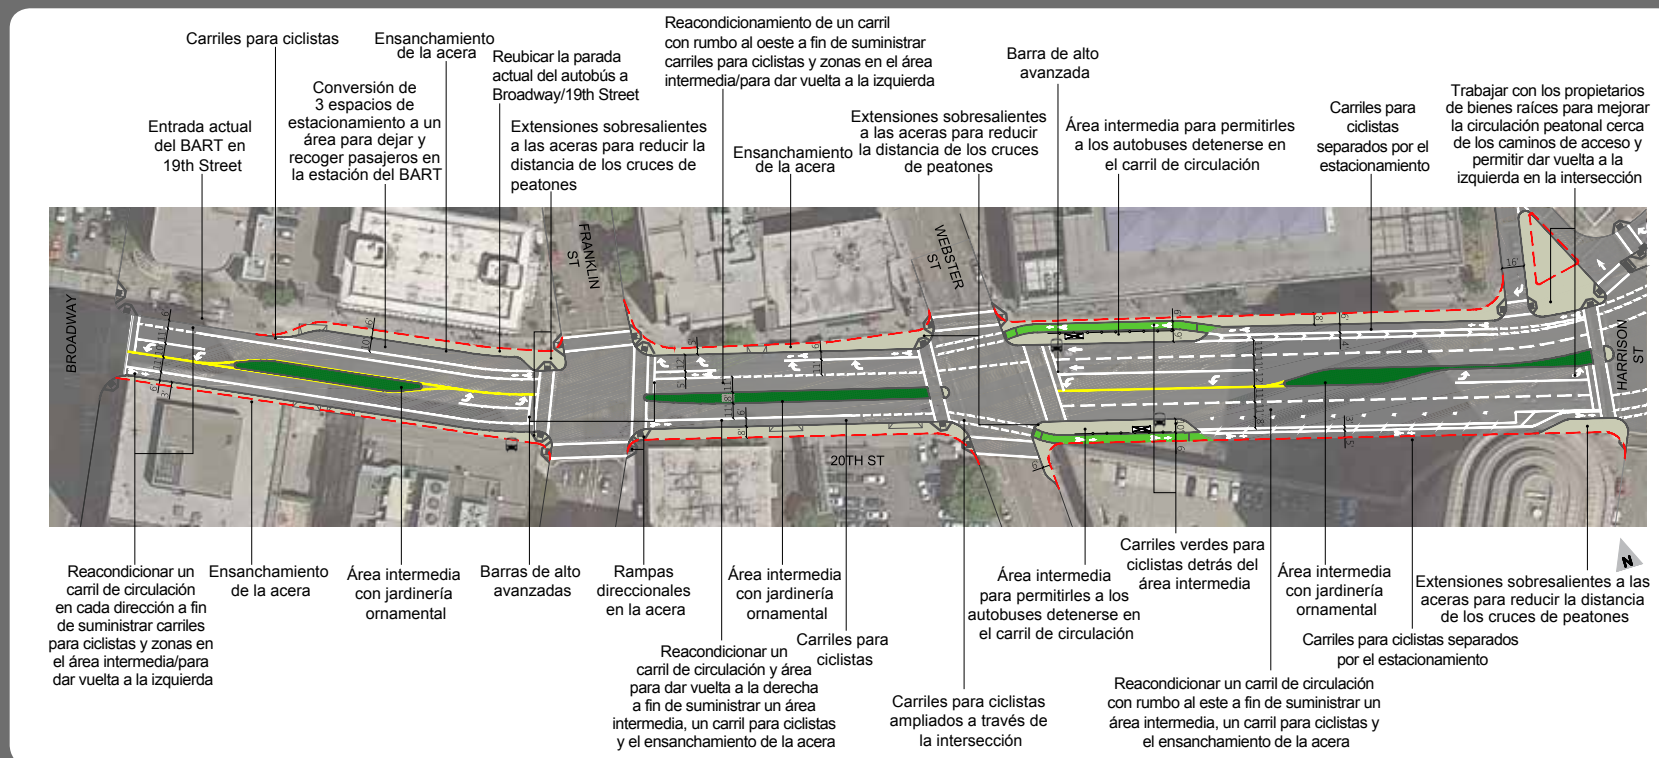 Carriles para ciclistas
Ensanchamiento
de la acera
Reacondicionamiento de un carril
con rumbo al oeste a fin de suministrar
carriles para ciclistas y zonas en el área
intermedia/para dar vuelta a la izquierda
Entrada actual
del BART en
19th Street
Conversión de
3 espacios de
estacionamiento a un
área para dejar y
recoger pasajeros en
la estación del BART
Reubicar la parada
actual del autobús a
Broadway/19th Street
Extensiones sobresalientes
a las aceras para reducir la
distancia de los cruces de
peatones
Ensanchamiento
de la acera
Extensiones sobresalientes
a las aceras para reducir
la distancia de los cruces
de peatones
Barra de alto
avanzada
Área intermedia para permitirles
a los autobuses detenerse en
el carril de circulación
Carriles para
ciclistas
separados por el
estacionamiento
Trabajar con los propietarios
de bienes raíces para mejorar
la circulación peatonal cerca
de los caminos de acceso y
permitir dar vuelta a la
izquierda en la intersección
BROADWAY
FRANKLIN
ST
WEBSTER
ST
HARRISON
ST
20TH ST
16'
N
Reacondicionar un
carril de circulación
en cada dirección a fin
de suministrar carriles
para ciclistas y zonas en
el área intermedia/para
dar vuelta a la izquierda
Ensanchamiento
de la acera
Área intermedia
con jardinería
ornamental
Barras de alto
avanzadas
Rampas
direccionales
en la acera
Reacondicionar un
carril de circulación y área
para dar vuelta a la derecha
a fin de suministrar un área
intermedia, un carril para ciclistas
y el ensanchamiento de la acera
Área intermedia
con jardinería
ornamental
Carriles para
ciclistas
Carriles para ciclistas
ampliados a través de
la intersección
Área intermedia
para permitirles a los
autobuses detenerse en
el carril de circulación
Carriles verdes para
ciclistas detrás del
área intermedia
Reacondicionar un carril de circulación
con rumbo al este a fin de suministrar un
área intermedia, un carril para ciclistas y
el ensanchamiento de la acera
Área intermedia
con jardinería
ornamental
Carriles para ciclistas separados
por el estacionamiento
Extensiones sobresalientes a las
aceras para reducir la distancia
de los cruces de peatones